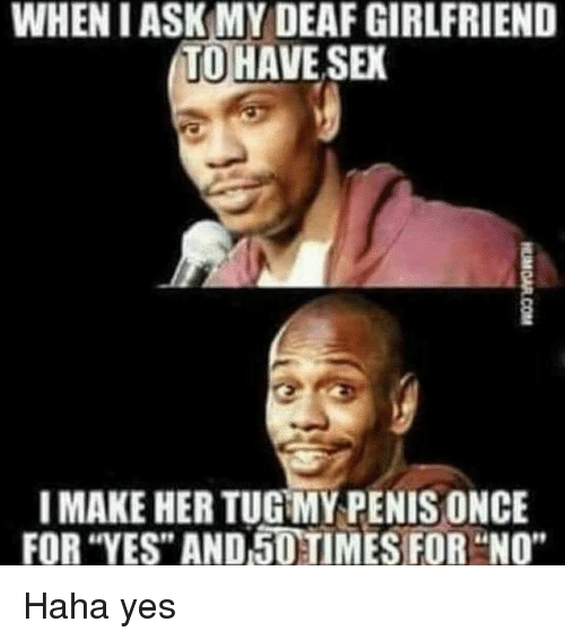 WHEN I ASK MY DEAF GIRLFRIEND
TO HAVE SEX
I MAKE HER TUG MY PENIS ONCE
FOR "YES" AND 50 TIMES FOR "NO"
Haha yes